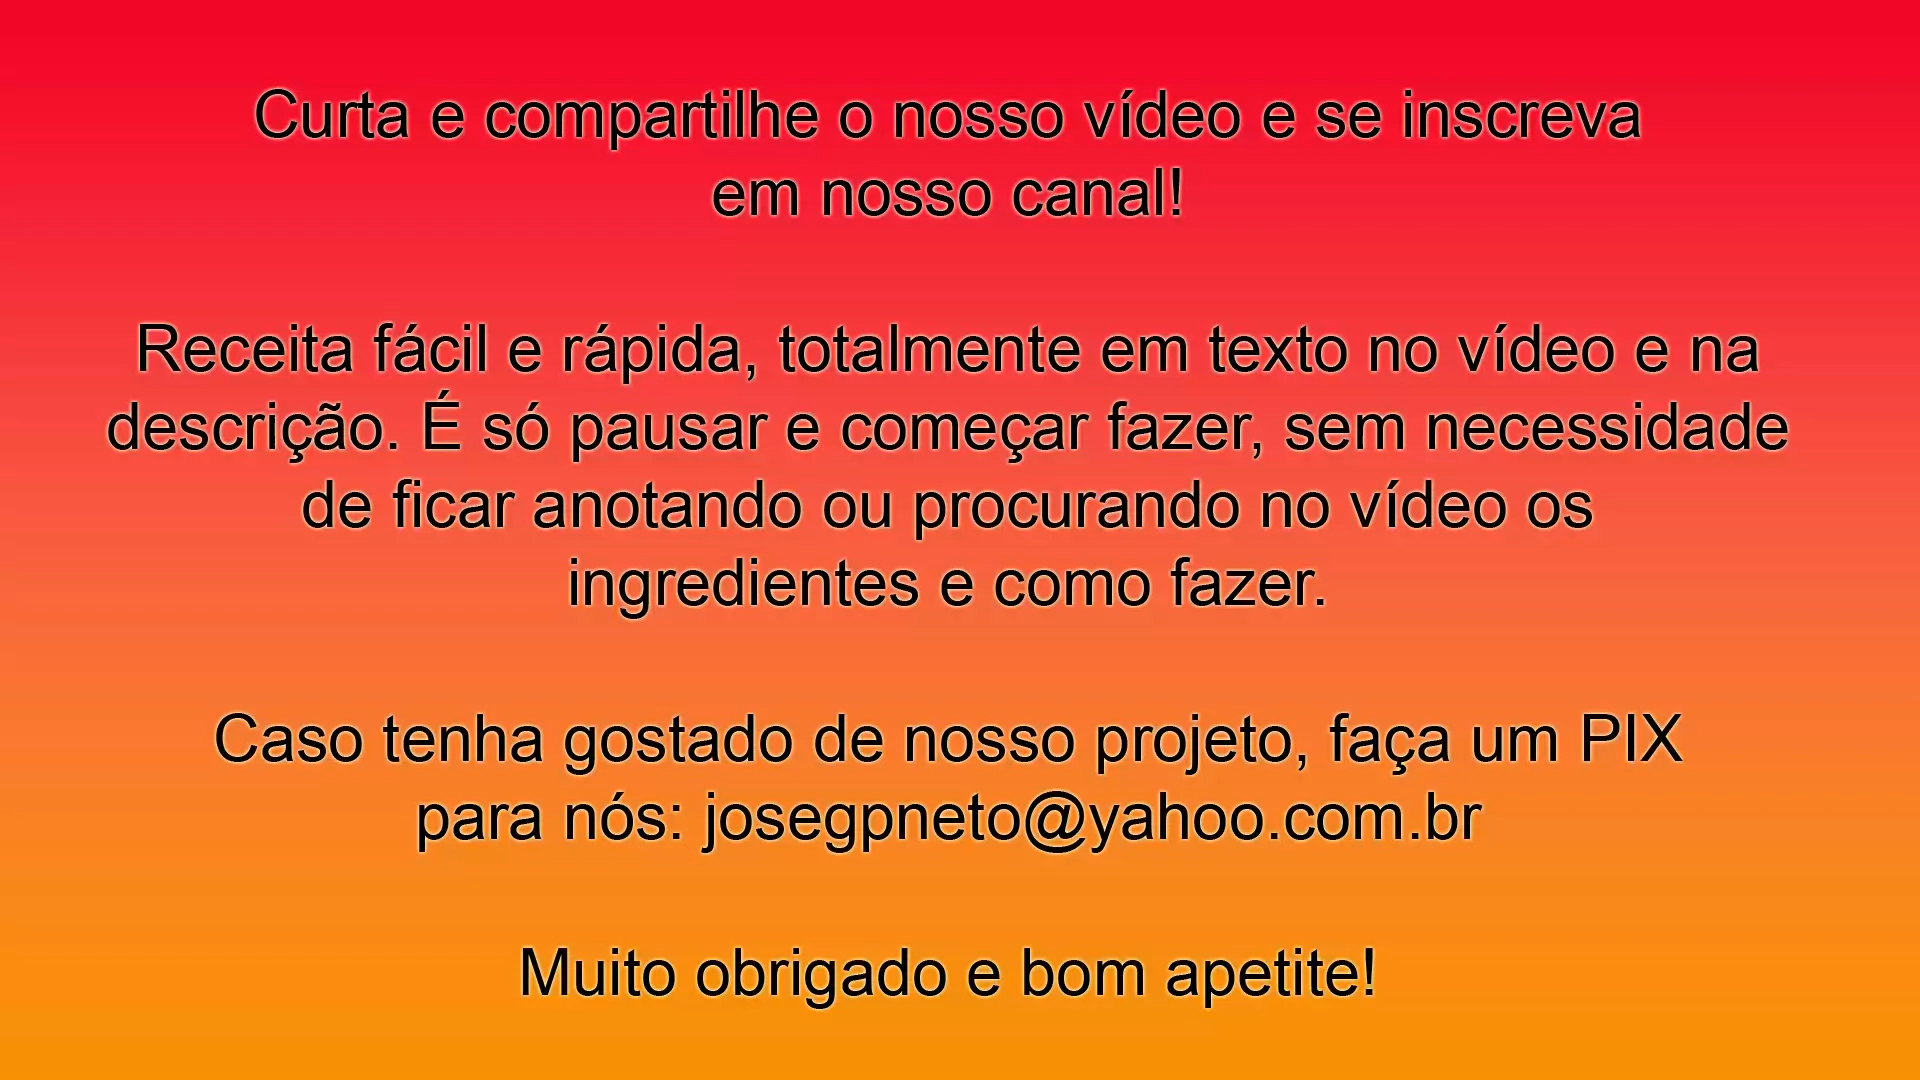 Curta e compartilhe o nosso vídeo e se inscreva
em nosso canal!
Receita fácil e rápida, totalmente em texto no vídeo e na
descrição. É só pausar e começar fazer, sem necessidade
de ficar anotando ou procurando no vídeo os
ingredientes e como fazer.
Caso tenha gostado de nosso projeto, faça um PIX
para nós: josegpneto@yahoo.com.br
Muito obrigado e bom apetite!